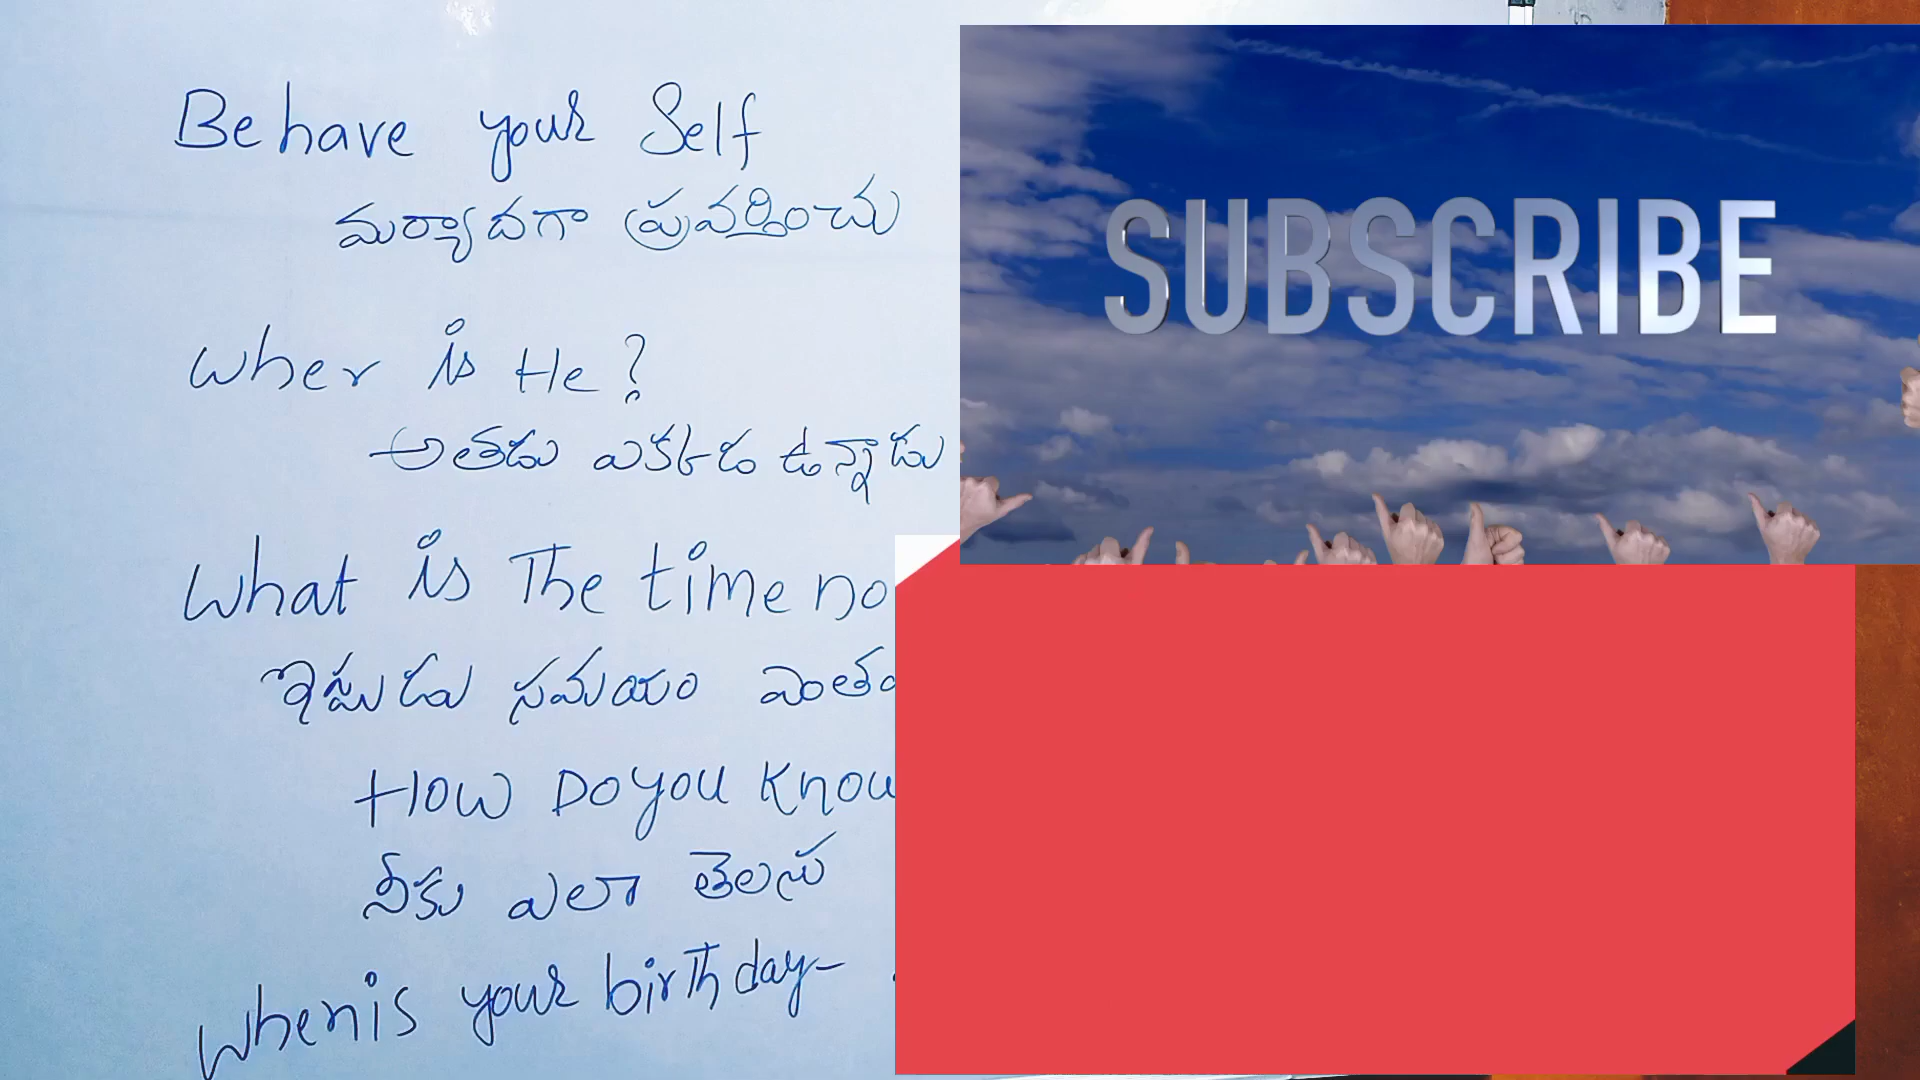 Behave your Self
మర్యాదగా ప్రవర్తించు
Wher is He?
అతడు ఎక్కడ ఉన్నాడు
What is The time no
ఇప్పుడు సమయం ఎంత
How Do you Know
నీకు ఎలా తెలుసు
When is your birthday
SUBSCRIBE